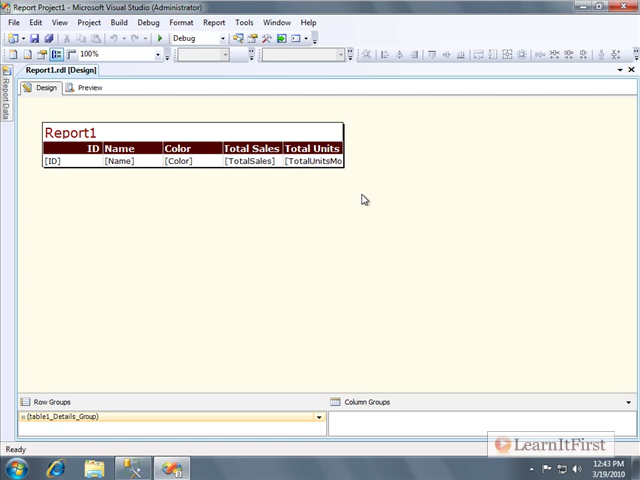 Report Project1 - Microsoft Visual Studio (Administrator)
File Edit View Project Build Debug Format Report Tools Window Help
Debug
100%
Report1.rdl [Design]
Report Data
Design Preview
Report1
ID Name Color Total Sales Total Units
[ID] [Name] [Color] [TotalSales] [TotalUnitsMo
Row Groups Column Groups
(table1_Details_Group)
Ready
LearnItFirst
12:43 PM
3/19/2010